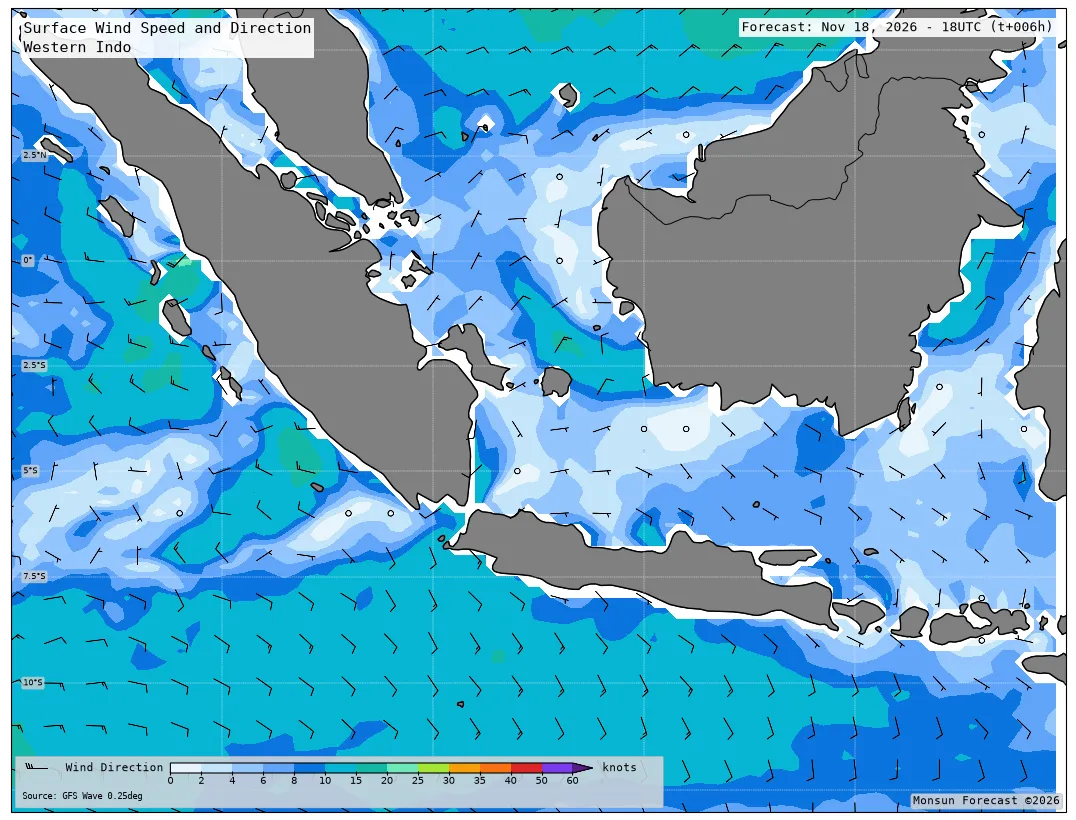 Surface Wind Speed and Direction
Western Indo
Forecast: Nov 18, 2026 - 18UTC (t+006h)
2.5°N
0°
2.5°S
5°S
7.5°S
10°S
Wind Direction
0 2 4 6 8 10 15 20 25 30 35 40 50 60
knots
Source: GFS Wave 0.25deg
Monsun Forecast ©2026